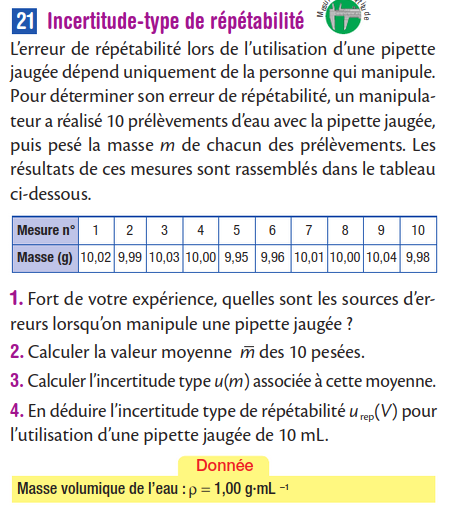 21 Incertitude-type de répétabilité
L'erreur de répétabilité lors de l'utilisation d'une pipette
jaugée dépend uniquement de la personne qui manipule.
Pour déterminer son erreur de répétabilité, un manipula-
teur a réalisé 10 prélèvements d'eau avec la pipette jaugée,
puis pesé la masse m de chacun des prélèvements. Les
résultats de ces mesures sont rassemblés dans le tableau
ci-dessous.
Mesure n° 1 2 3 4 5 6 7 8 9 10
Masse (g) 10,02 9,99 10,03 10,00 9,95 9,96 10,01 10,00 10,04 9,98
1. Fort de votre expérience, quelles sont les sources d'er-
reurs lorsqu'on manipule une pipette jaugée ?
2. Calculer la valeur moyenne m̅ des 10 pesées.
3. Calculer l'incertitude type u(m) associée à cette moyenne.
4. En déduire l'incertitude type de répétabilité u rep(V) pour
l'utilisation d'une pipette jaugée de 10 mL.
Donnée
Masse volumique de l'eau : ρ = 1,00 g·mL ⁻¹